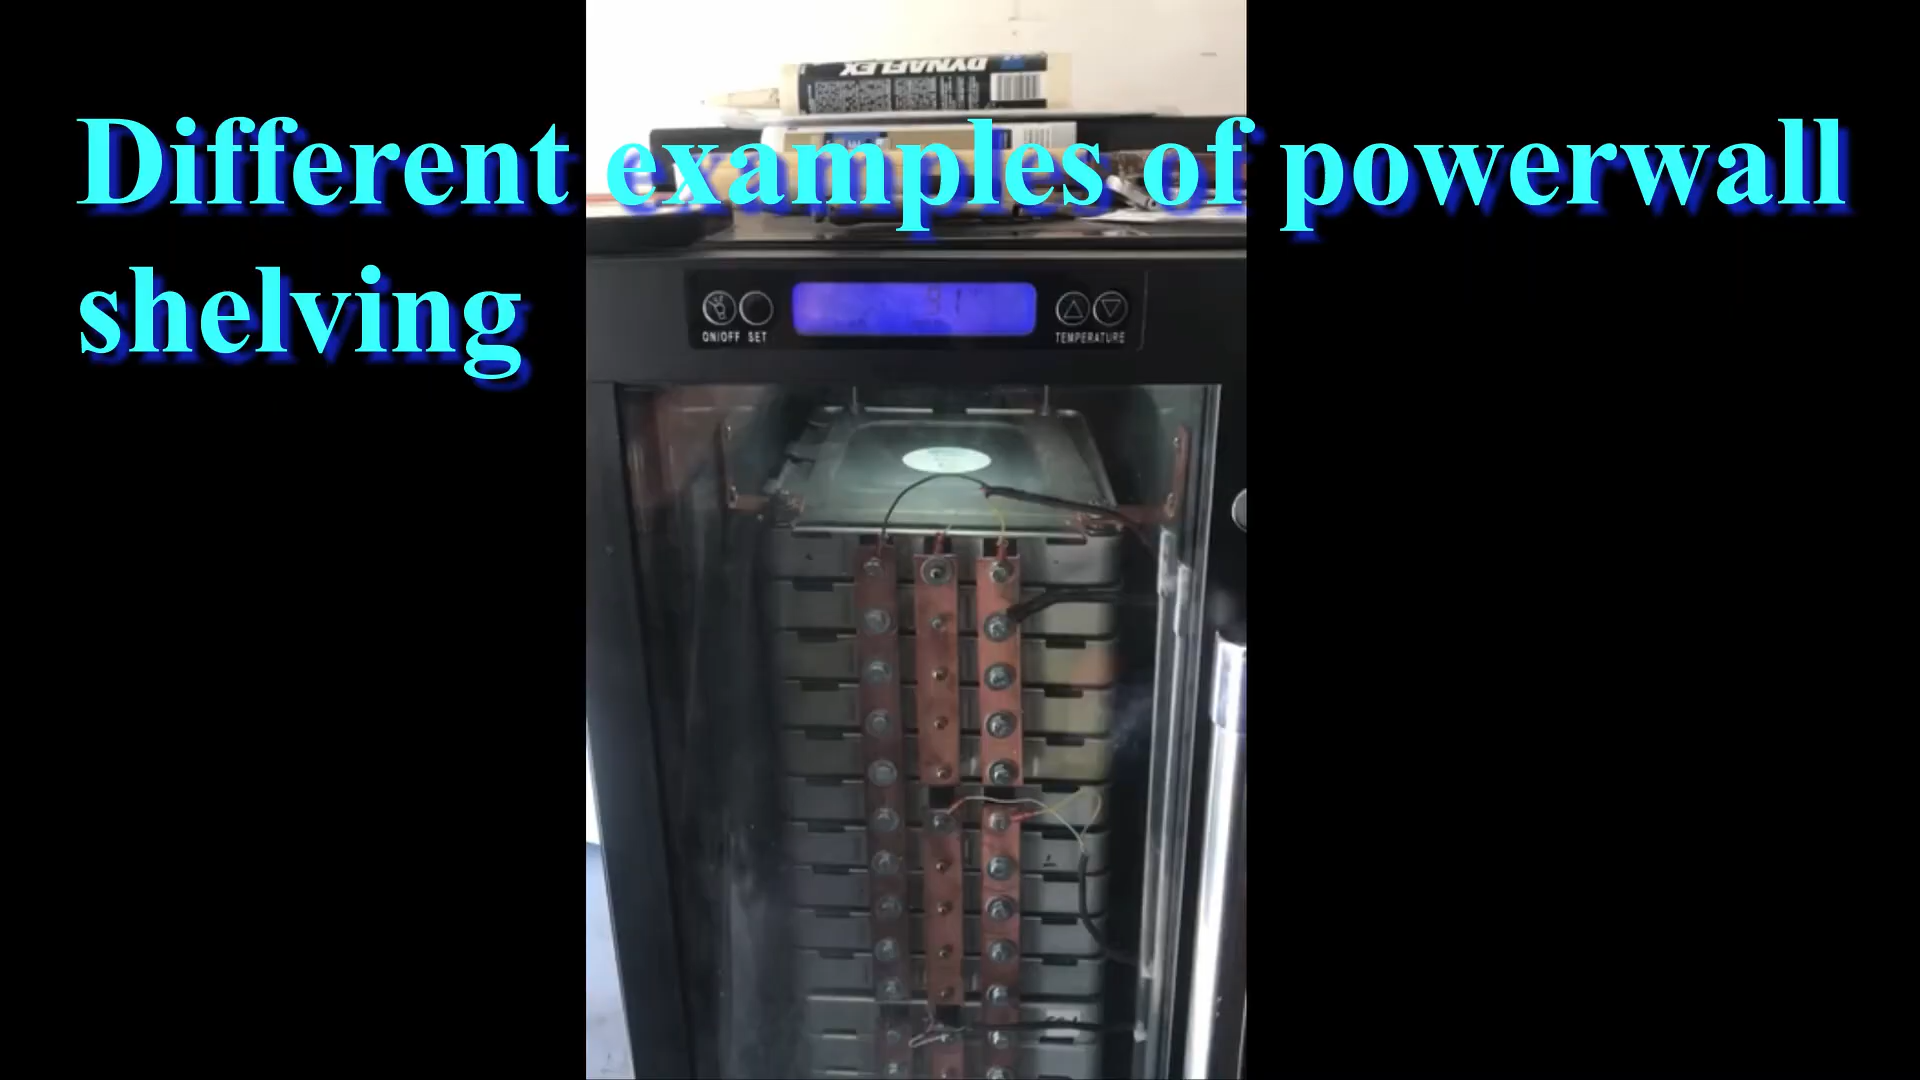 DYNAFLEX
Different examples of powerwall
shelving
ON/OFF SET
TEMPERATURE